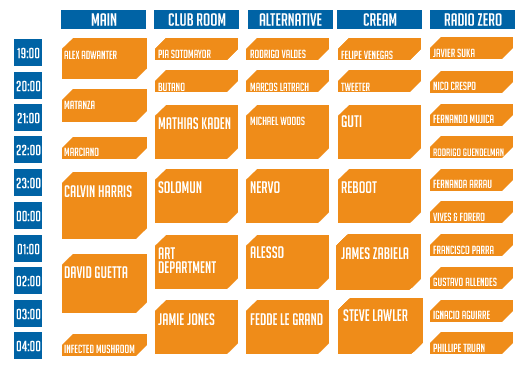 MAIN CLUB ROOM ALTERNATIVE CREAM RADIO ZERO
19:00 ALEX ADWANTER PIA SOTOMAYOR RODRIGO VALDES FELIPE VENEGAS JAVIER SUKA
20:00 BUTANO MARCOS LATRACH TWEETER NICO CRESPO
MATANZA
21:00 MATHIAS KADEN MICHAEL WOODS GUTI FERNANDO MUJICA
22:00 MARCIANO RODRIGO GUENDELMAN
23:00 CALVIN HARRIS SOLOMUN NERVO REBOOT FERNANDA ARRAU
00:00 VIVES & FORERO
01:00 ART DEPARTMENT ALESSO JAMES ZABIELA FRANCISCO PARRA
02:00 DAVID GUETTA GUSTAVO ALLENDES
03:00 JAMIE JONES FEDDE LE GRAND STEVE LAWLER IGNACIO AGUIRRE
04:00 INFECTED MUSHROOM PHILLIPE TRUAN